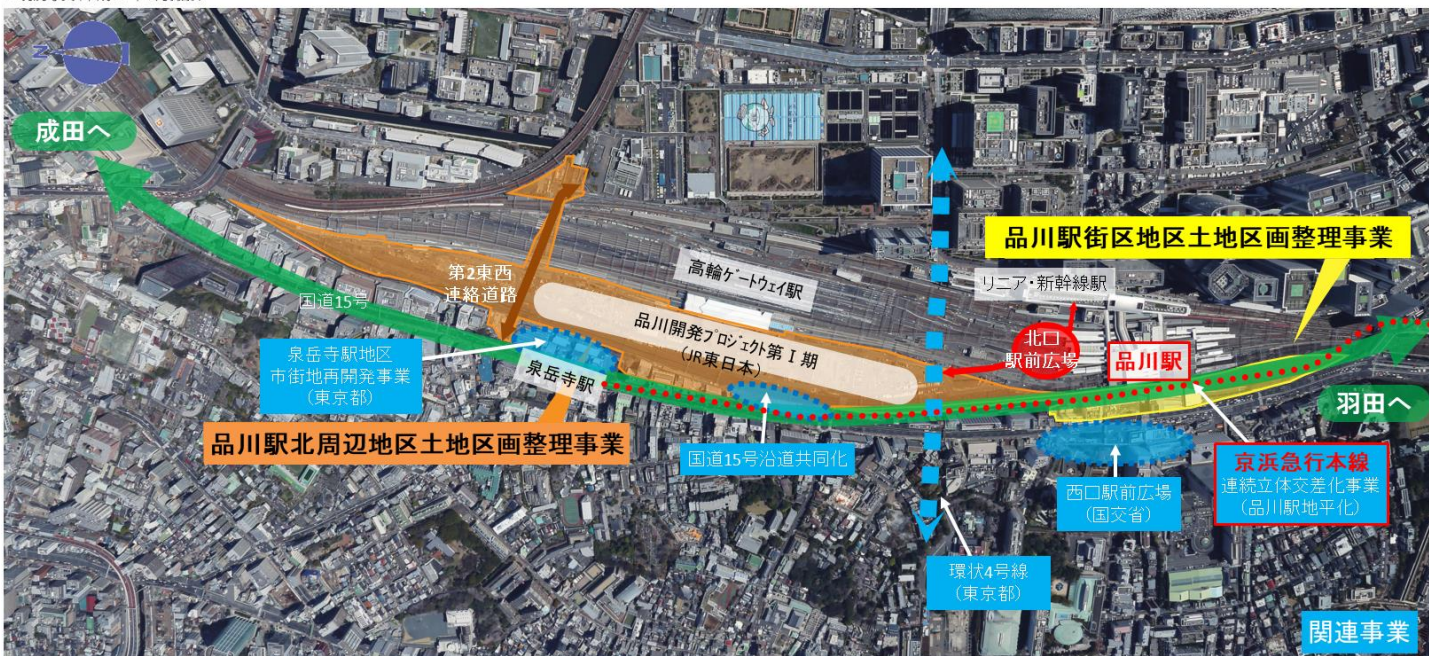 N
成田へ
国道15号
第2東西
連絡道路
高輪ゲートウェイ駅
品川開発プロジェクト第Ⅰ期
(JR東日本)
泉岳寺駅地区
市街地再開発事業
(東京都)
泉岳寺駅
品川駅北周辺地区土地区画整理事業
国道15号沿道共同化
品川駅街区地区土地区画整理事業
リニア・新幹線駅
北口
駅前広場
品川駅
羽田へ
西口駅前広場
(国交省)
京浜急行本線
連続立体交差化事業
(品川駅地平化)
環状4号線
(東京都)
関連事業